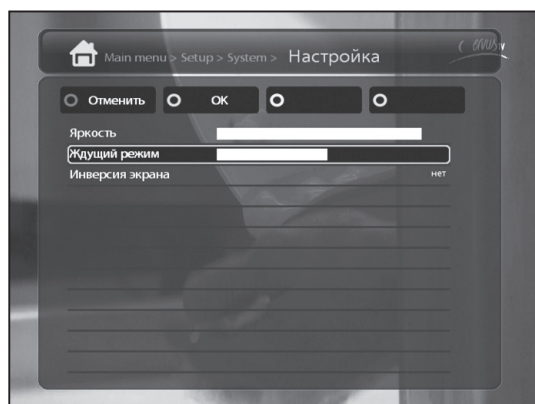 Main menu > Setup > System > Настройка
Отменить OK
Яркость
Ждущий режим
Инверсия экрана нет